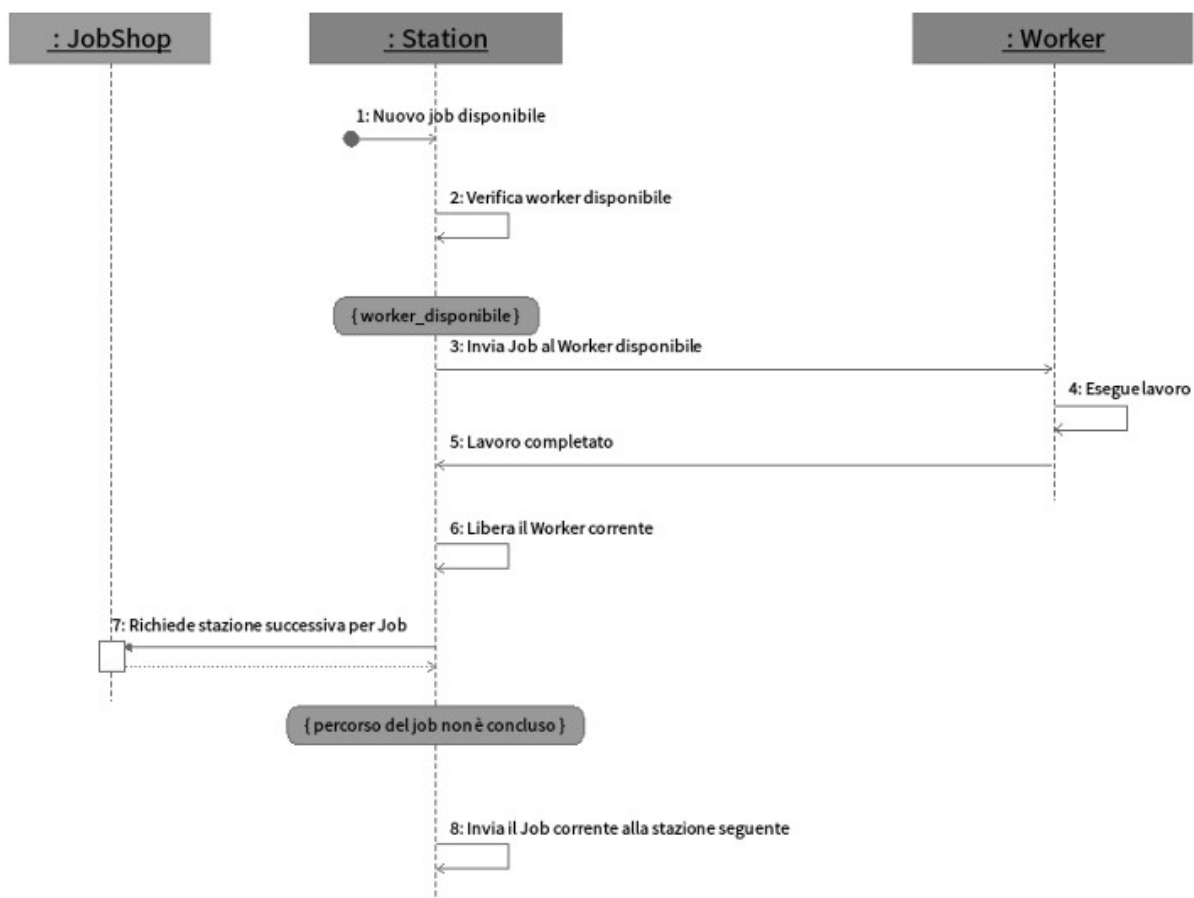 : JobShop
: Station
: Worker
1: Nuovo job disponibile
2: Verifica worker disponibile
{ worker_disponibile }
3: Invia Job al Worker disponibile
4: Esegue lavoro
5: Lavoro completato
6: Libera il Worker corrente
7: Richiede stazione successiva per Job
{ percorso del job non è concluso }
8: Invia il Job corrente alla stazione seguente